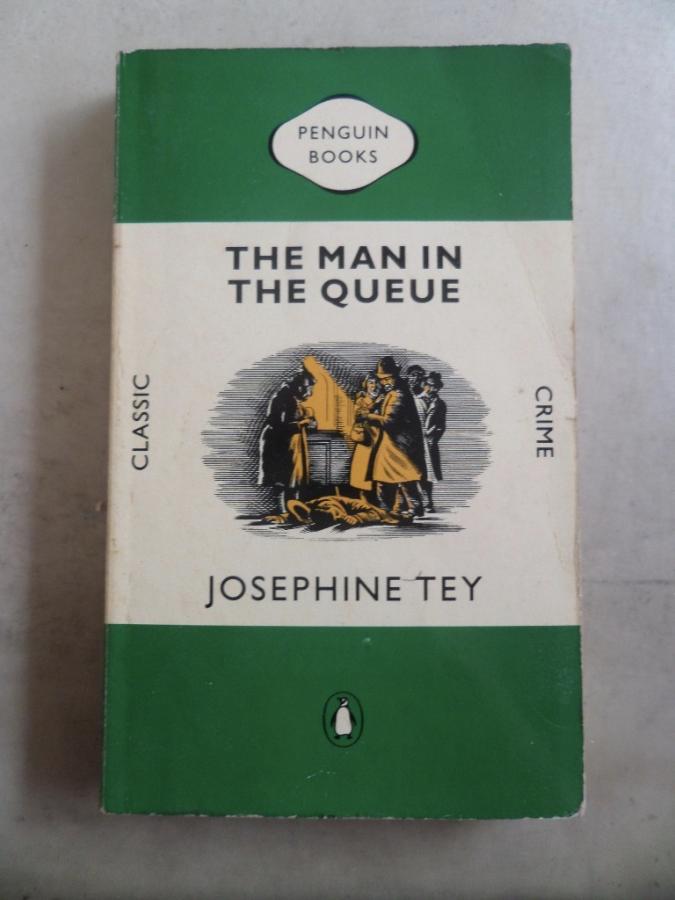 PENGUIN
BOOKS
THE MAN IN
THE QUEUE
CLASSIC
CRIME
JOSEPHINE TEY